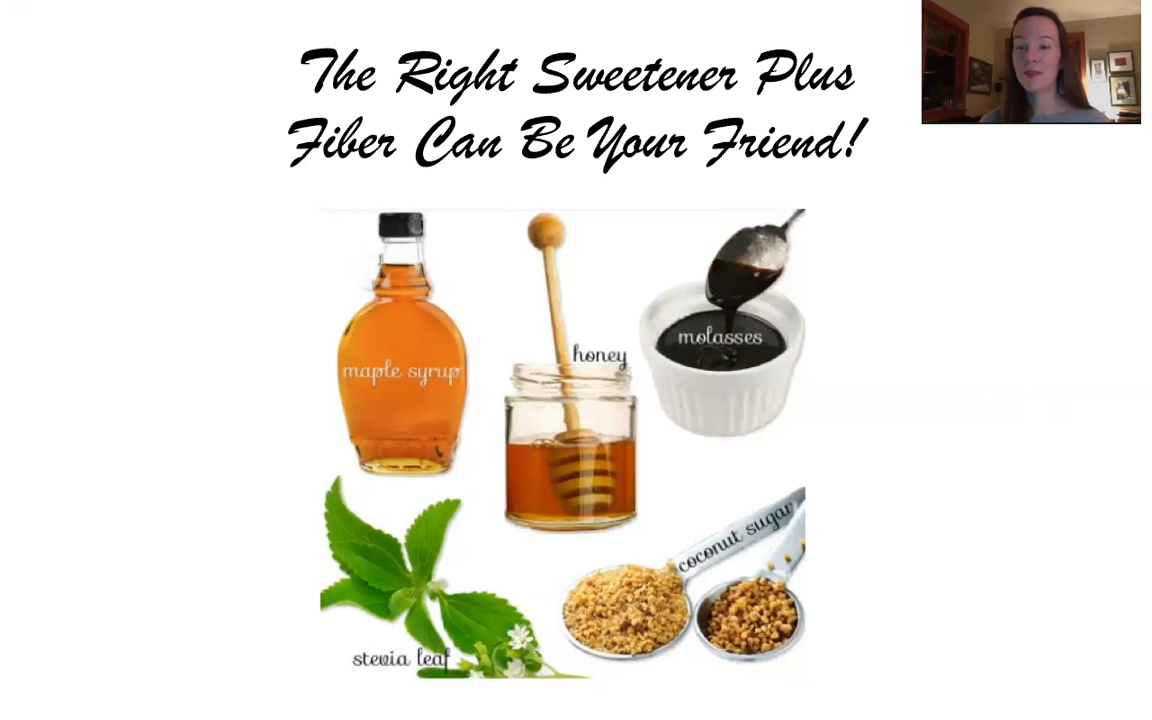 The Right Sweetener Plus
Fiber Can Be Your Friend!
maple syrup
honey
molasses
stevia leaf
coconut sugar